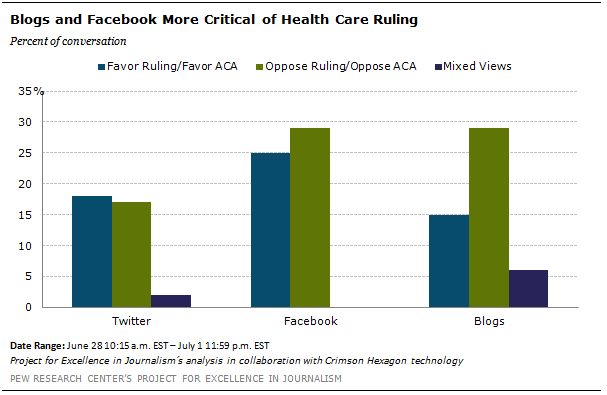 Blogs and Facebook More Critical of Health Care Ruling
Percent of conversation
Favor Ruling/Favor ACA Oppose Ruling/Oppose ACA Mixed Views
35%
30
25
20
15
10
5
0
Twitter Facebook Blogs
Date Range: June 28 10:15 a.m. EST – July 1 11:59 p.m. EST
Project for Excellence in Journalism´s analysis in collaboration with Crimson Hexagon technology
PEW RESEARCH CENTER'S PROJECT FOR EXCELLENCE IN JOURNALISM